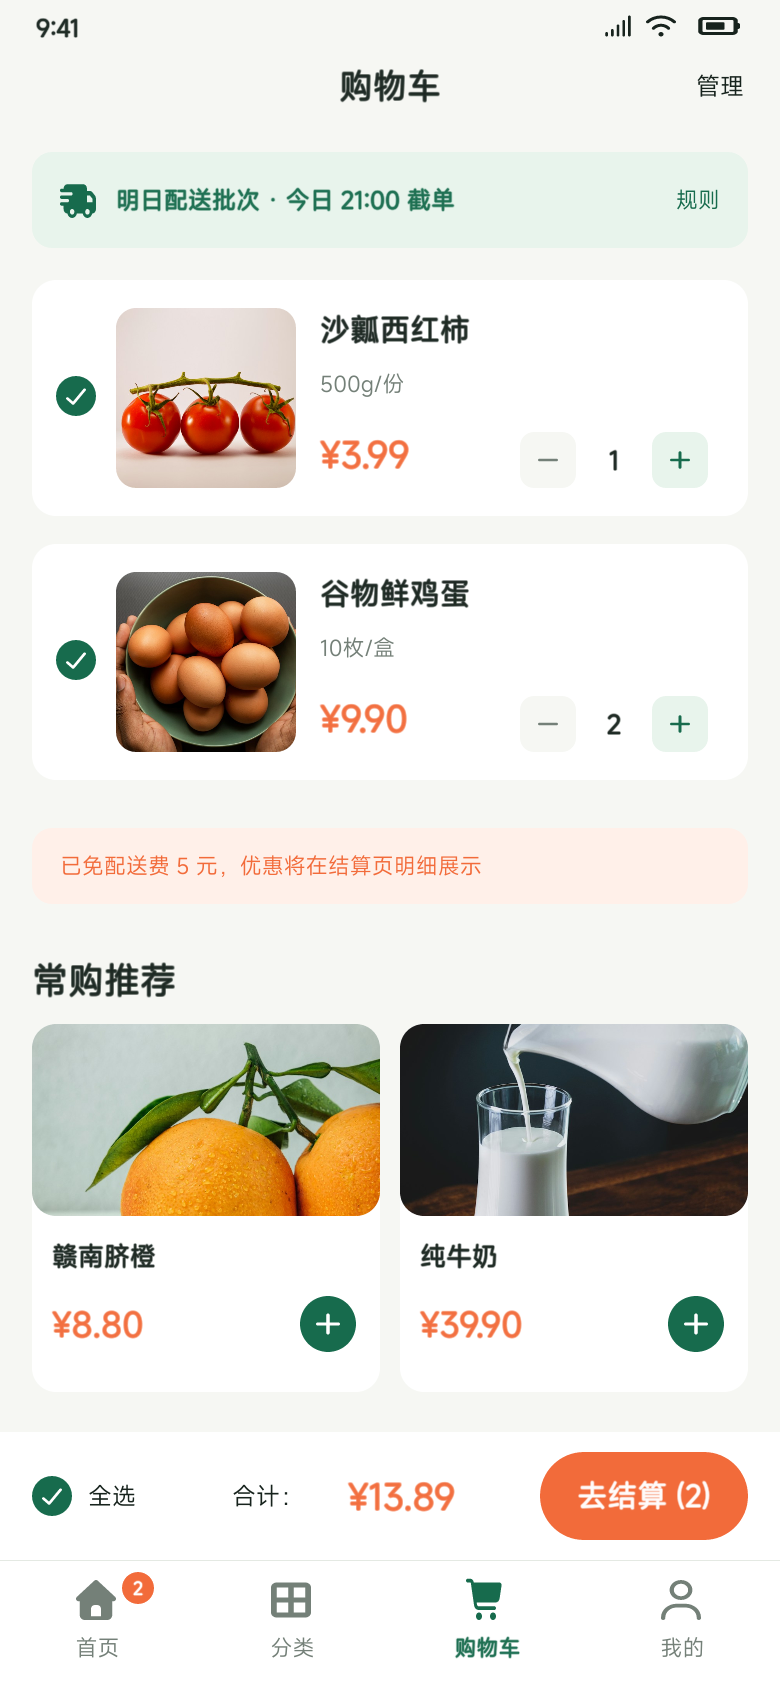 9:41
购物车
管理
明日配送批次 · 今日 21:00 截单
规则
沙瓤西红柿
500g/份
¥3.99
1
谷物鲜鸡蛋
10枚/盒
¥9.90
2
已免配送费 5 元，优惠将在结算页明细展示
常购推荐
赣南脐橙
¥8.80
纯牛奶
¥39.90
全选
合计：
¥13.89
去结算 (2)
2
首页
分类
购物车
我的